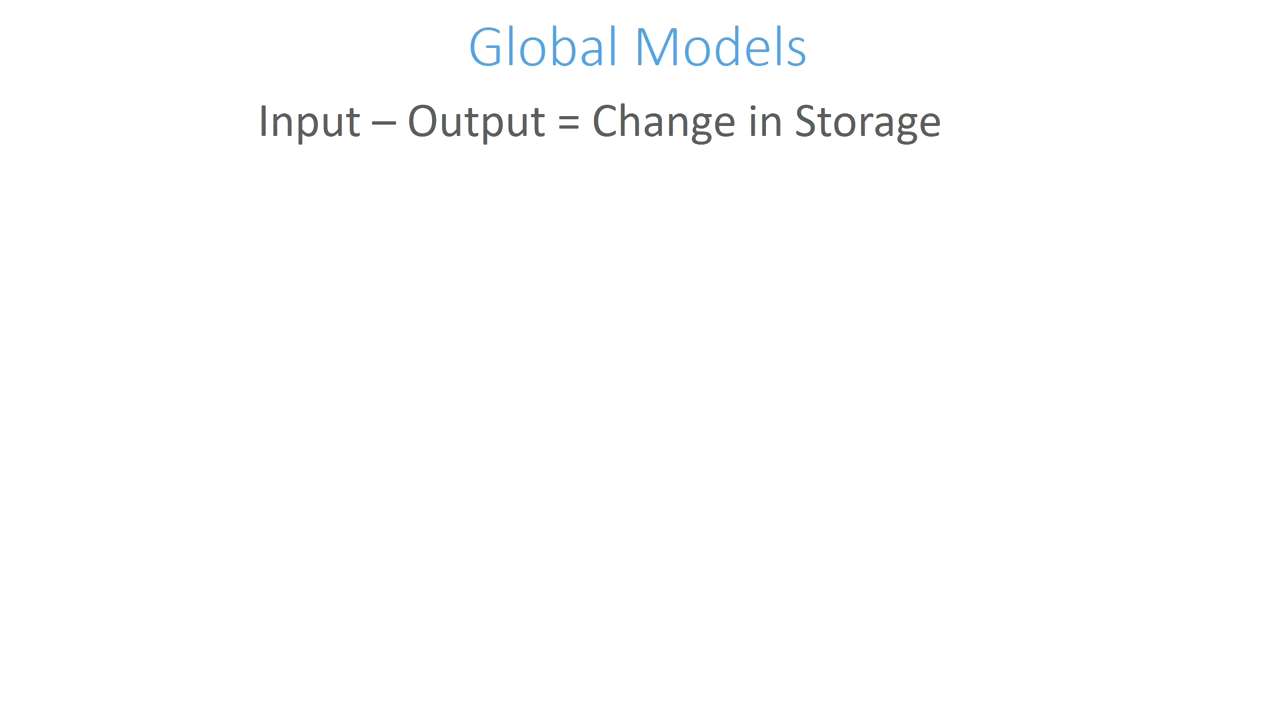 Global Models
Input – Output = Change in Storage